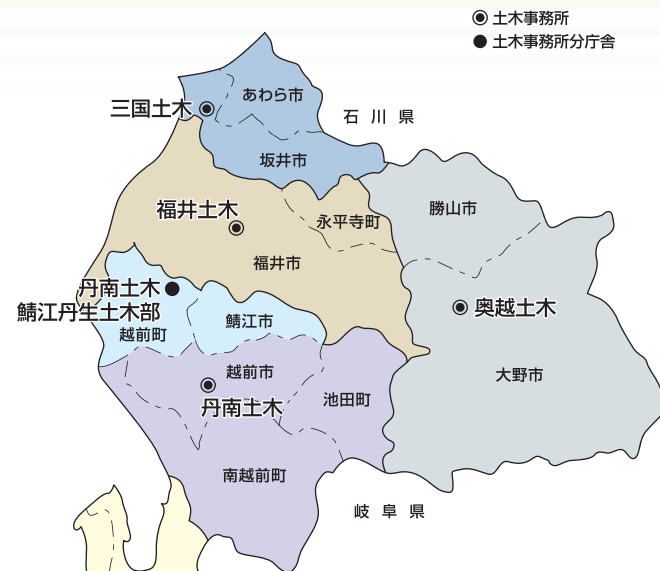 土木事務所
土木事務所分庁舎
あわら市
三国土木
石川県
坂井市
勝山市
福井土木
永平寺町
福井市
丹南土木
鯖江丹生土木部
奥越土木
鯖江市
越前町
越前市
大野市
池田町
丹南土木
南越前町
岐阜県